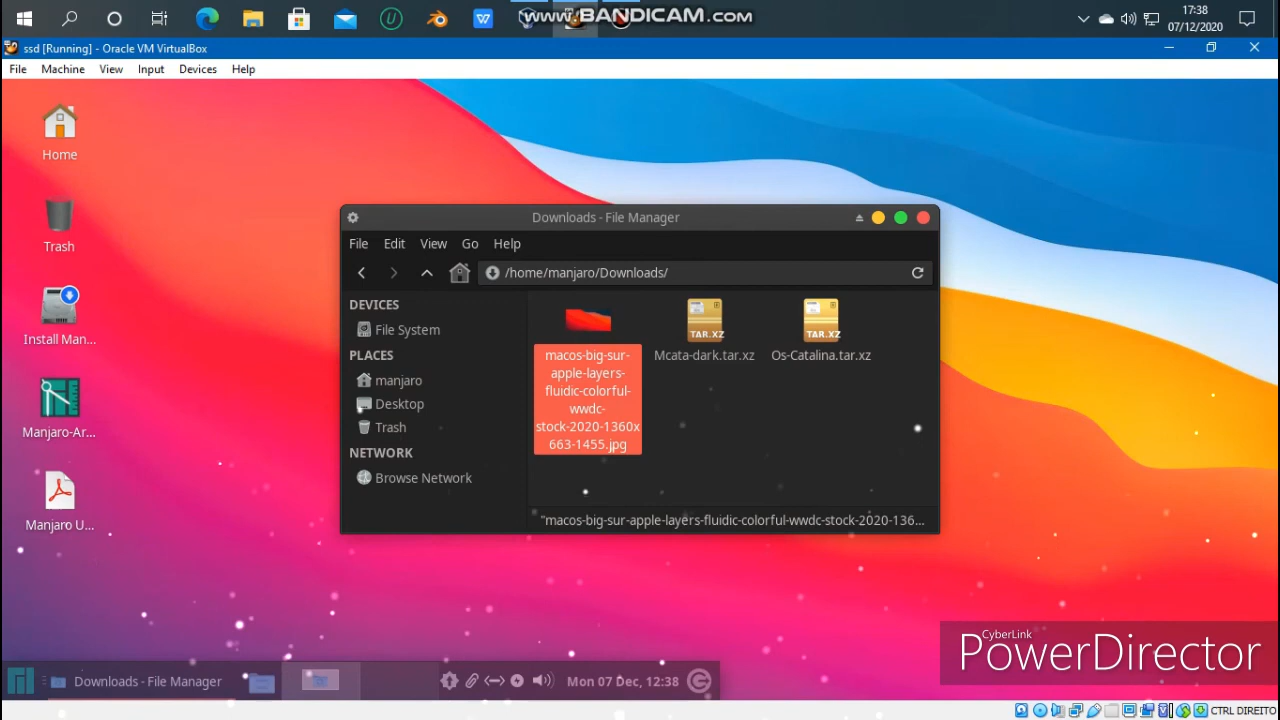 www.BANDICAM.com
17:38
07/12/2020
ssd [Running] - Oracle VM VirtualBox
File Machine View Input Devices Help
Home
Trash
Install Man...
Manjaro-Ar...
Manjaro U...
Downloads - File Manager
File Edit View Go Help
/home/manjaro/Downloads/
DEVICES
File System
PLACES
manjaro
Desktop
Trash
NETWORK
Browse Network
macos-big-sur-
apple-layers-
fluidic-colorful-
wwdc-
stock-2020-1360x
663-1455.jpg
TAR.XZ
Mcata-dark.tar.xz
TAR.XZ
Os-Catalina.tar.xz
"macos-big-sur-apple-layers-fluidic-colorful-wwdc-stock-2020-136...
CyberLink
PowerDirector
Downloads - File Manager
Mon 07 Dec, 12:38
CTRL DIREITO